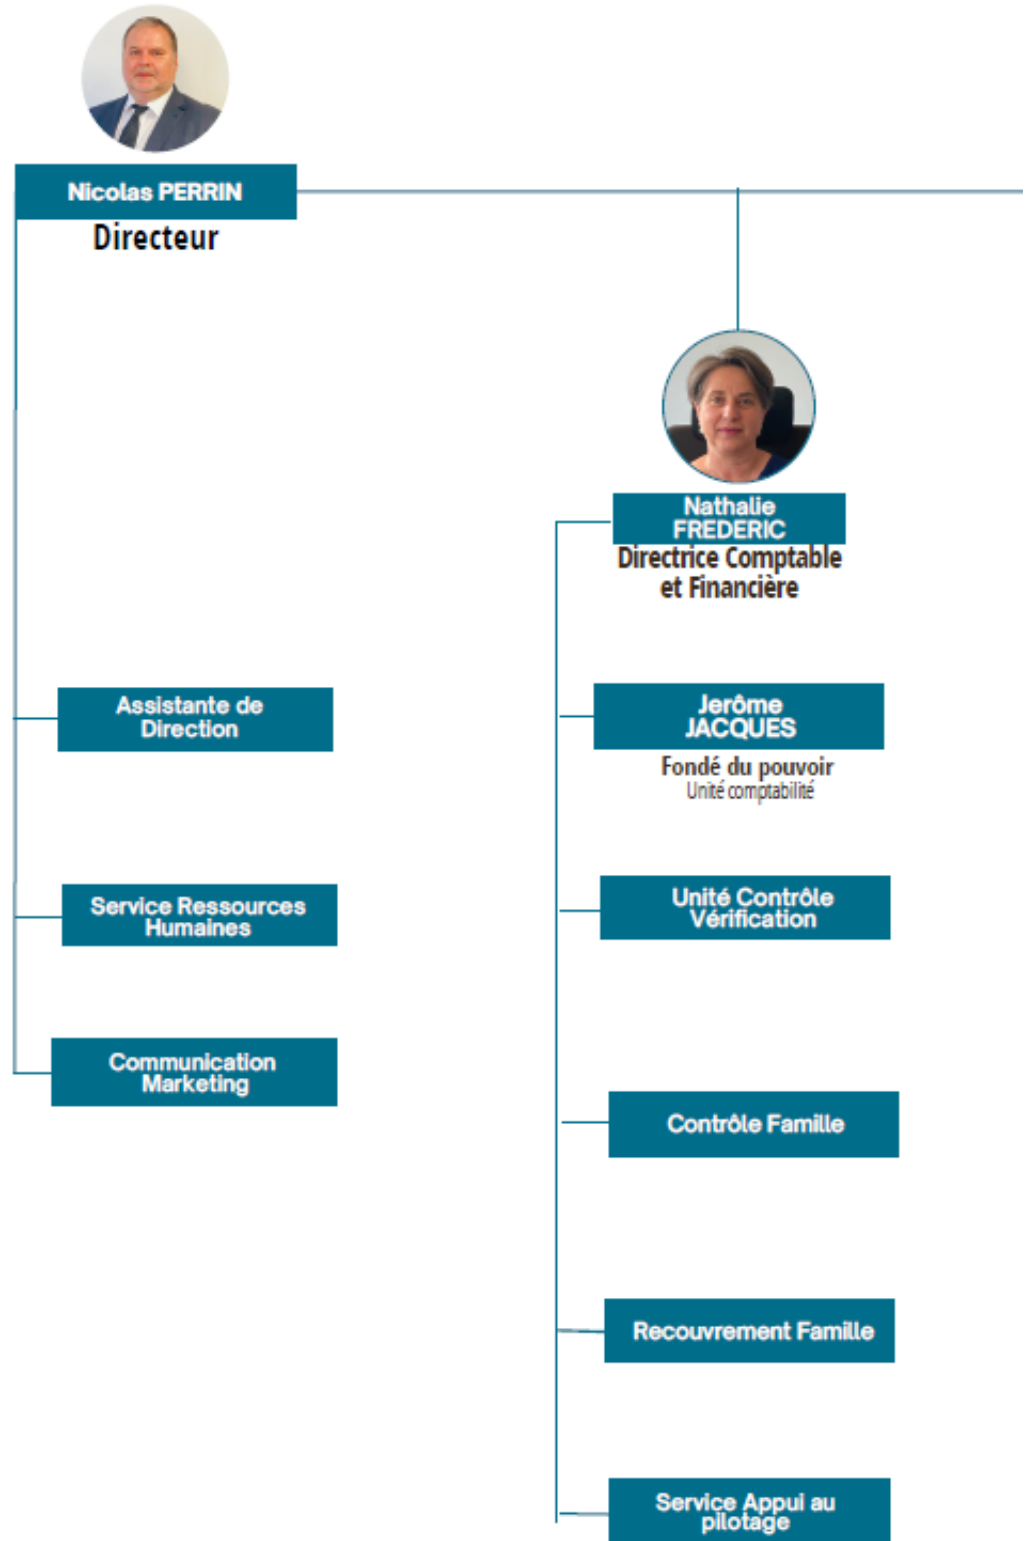 Nicolas PERRIN
Directeur
Nathalie
FREDERIC
Directrice Comptable
et Financière
Assistante de
Direction
Jerôme
JACQUES
Fondé du pouvoir
Unité comptabilité
Service Ressources
Humaines
Unité Contrôle
Vérification
Communication
Marketing
Contrôle Famille
Recouvrement Famille
Service Appui au
pilotage